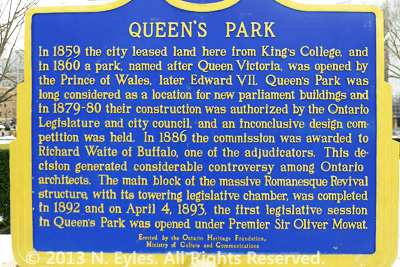 QUEEN'S PARK
In 1859 the city leased land here from King's College, and
in 1860 a park, named after Queen Victoria, was opened by
the Prince of Wales, later Edward VII. Queen's Park was
long considered as a location for new parliament buildings and
in 1879-80 their construction was authorized by the Ontario
Legislature and city council, and an inconclusive design com-
petition was held. In 1886 the commission was awarded to
Richard Waite of Buffalo, one of the adjudicators. This de-
cision generated considerable controversy among Ontario
architects. The main block of the massive Romanesque Revival
structure, with its towering legislative chamber, was completed
in 1892 and on April 4, 1893, the first legislative session
in Queen's Park was opened under Premier Sir Oliver Mowat.
Erected by the Ontario Heritage Foundation,
Ministry of Culture and Communications
© 2013 N. Eyles. All Rights Reserved.